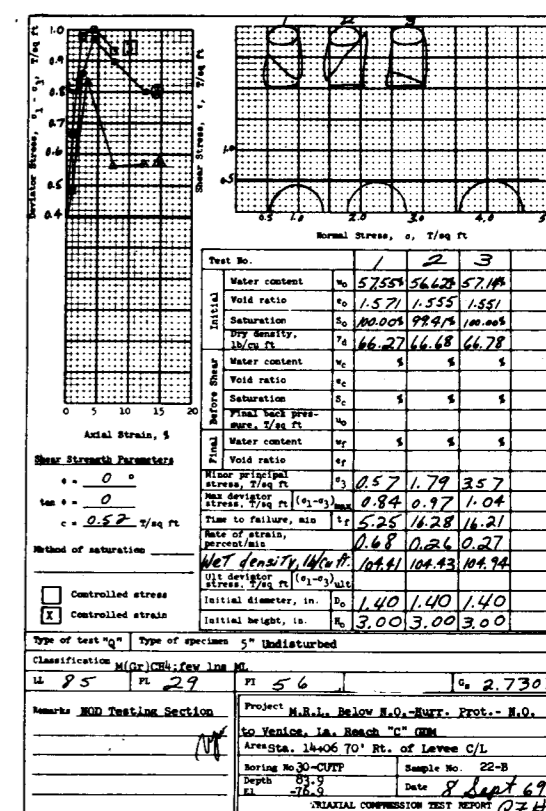 1 2 3
1.0
0.9
0.8
0.7
0.6
0.5
0.4
Deviator Stress, σ1 - σ3, T/sq ft
Shear Stress, τ, T/sq ft
1.0
0.5
0.5 1.0 2.0 3.0 4.0 5
Normal Stress, σ, T/sq ft
0 5 10 15 20
Axial Strain, %
Shear Strength Parameters
φ = 0 °
tan φ = 0
c = 0.52 T/sq ft
Method of saturation
Controlled stress
X Controlled strain
Test No. 1 2 3
Initial
Water content w₀ 57.55% 56.62% 57.14%
Void ratio e₀ 1.571 1.555 1.551
Saturation S₀ 100.00% 99.41% 100.00%
Dry density, lb/cu ft γd 66.27 66.68 66.78
Before Shear
Water content wc % % %
Void ratio ec
Saturation Sc % % %
Final back pressure, T/sq ft u₀
Final
Water content wf % % %
Void ratio ef
Minor principal stress, T/sq ft σ3 0.57 1.79 3.57
Max deviator stress, T/sq ft (σ1-σ3)max 0.84 0.97 1.04
Time to failure, min tf 5.25 16.28 16.21
Rate of strain, percent/min 0.68 0.26 0.27
Wet density, lb/cu ft. 104.41 104.43 104.94
Ult deviator stress, T/sq ft (σ1-σ3)ult
Initial diameter, in. D₀ 1.40 1.40 1.40
Initial height, in. H₀ 3.00 3.00 3.00
Type of test "Q" Type of specimen 5" Undisturbed
Classification M(Gr)CH4; few lns ML
LL 85 PL 29 PI 56 Gs 2.730
Remarks NOD Testing Section
Project M.R.L. Below N.O.-Hurr. Prot.- N.O.
to Venice, La. Reach "C" GDM
Area Sta. 14+06 70' Rt. of Levee C/L
Boring No 30-CUTP Sample No. 22-B
Depth 83.9
El -76.9
Date 8 Sept 69
TRIAXIAL COMPRESSION TEST REPORT